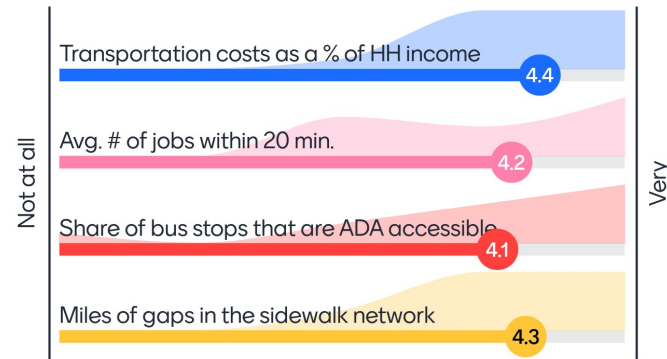 Transportation costs as a % of HH income
4.4
Avg. # of jobs within 20 min.
4.2
Share of bus stops that are ADA accessible
4.1
Miles of gaps in the sidewalk network
4.3
Not at all
Very